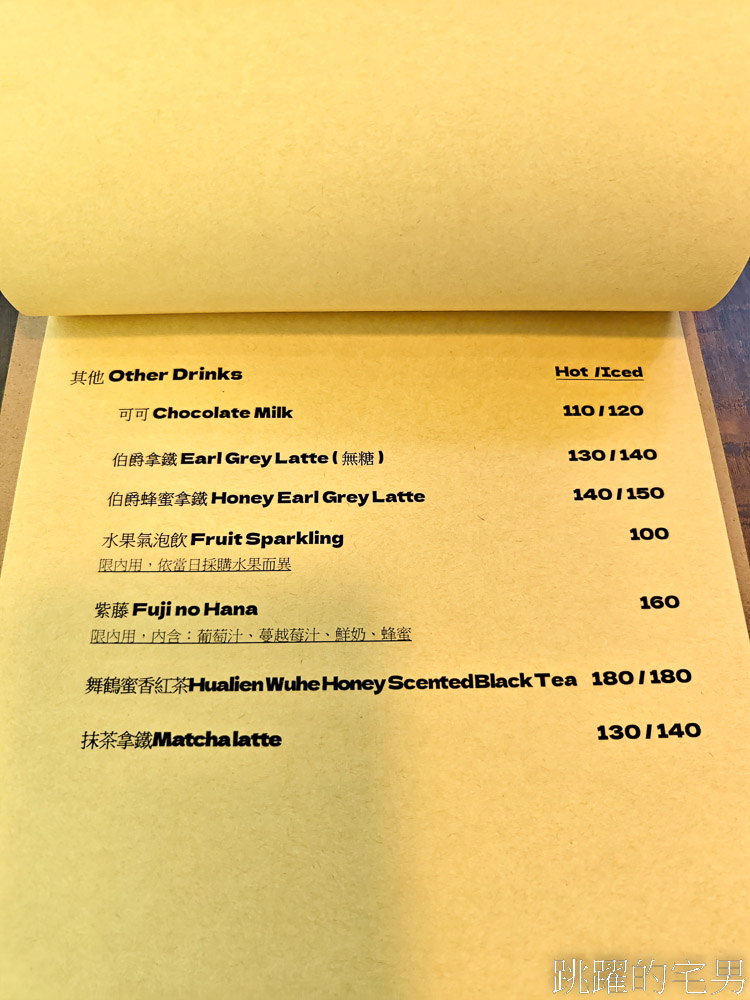 其他 Other Drinks Hot /Iced
可可 Chocolate Milk 110 / 120
伯爵拿鐵 Earl Grey Latte ( 無糖 ) 130 / 140
伯爵蜂蜜拿鐵 Honey Earl Grey Latte 140 / 150
水果氣泡飲 Fruit Sparkling 100
限內用，依當日採購水果而異
紫藤 Fuji no Hana 160
限內用，內含：葡萄汁、蔓越莓汁、鮮奶、蜂蜜
舞鶴蜜香紅茶Hualien Wuhe Honey Scented Black Tea 180 / 180
抹茶拿鐵Matcha latte 130 / 140
跳躍的宅男